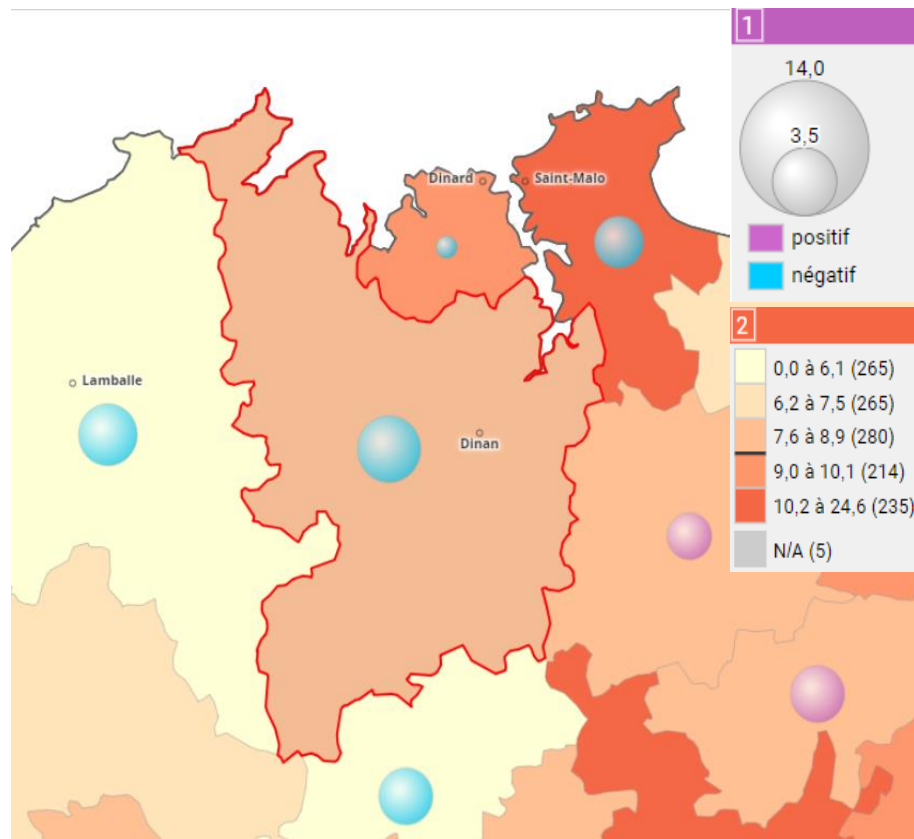 1
14,0
3,5
positif
négatif
2
0,0 à 6,1 (265)
6,2 à 7,5 (265)
7,6 à 8,9 (280)
9,0 à 10,1 (214)
10,2 à 24,6 (235)
N/A (5)
Dinard
Saint-Malo
Lamballe
Dinan